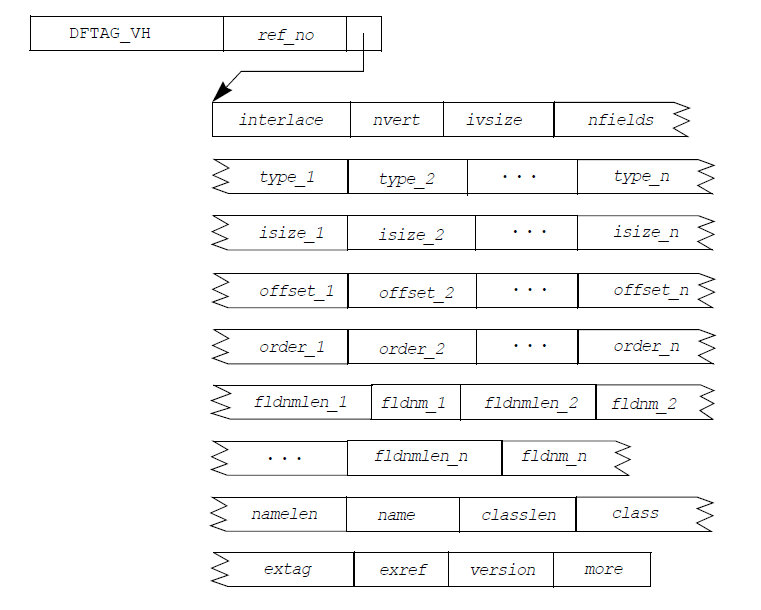 DFTAG_VH ref_no
interlace nvert ivsize nfields
type_1 type_2 ... type_n
isize_1 isize_2 ... isize_n
offset_1 offset_2 ... offset_n
order_1 order_2 ... order_n
fldnmlen_1 fldnm_1 fldnmlen_2 fldnm_2
... fldnmlen_n fldnm_n
namelen name classlen class
extag exref version more